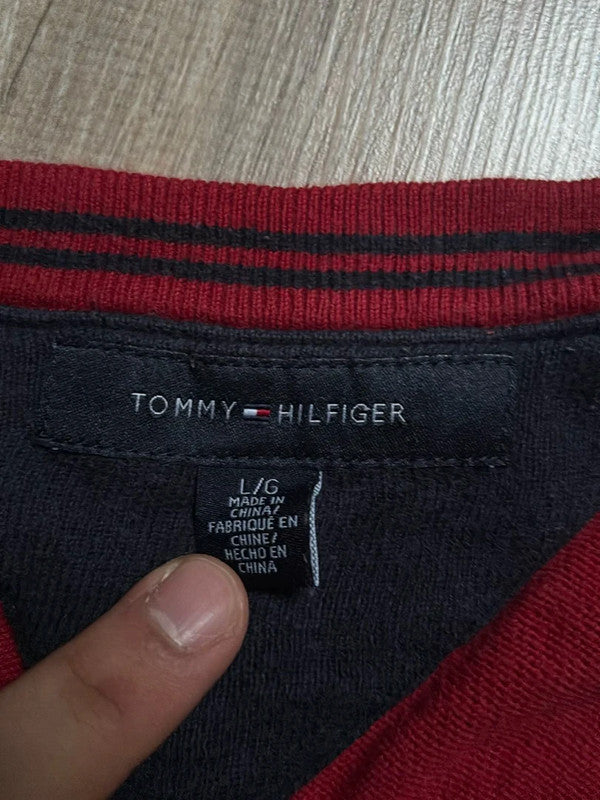 TOMMY HILFIGER
L/G
MADE IN
CHINA/
FABRIQUÉ EN
CHINE/
HECHO EN
CHINA